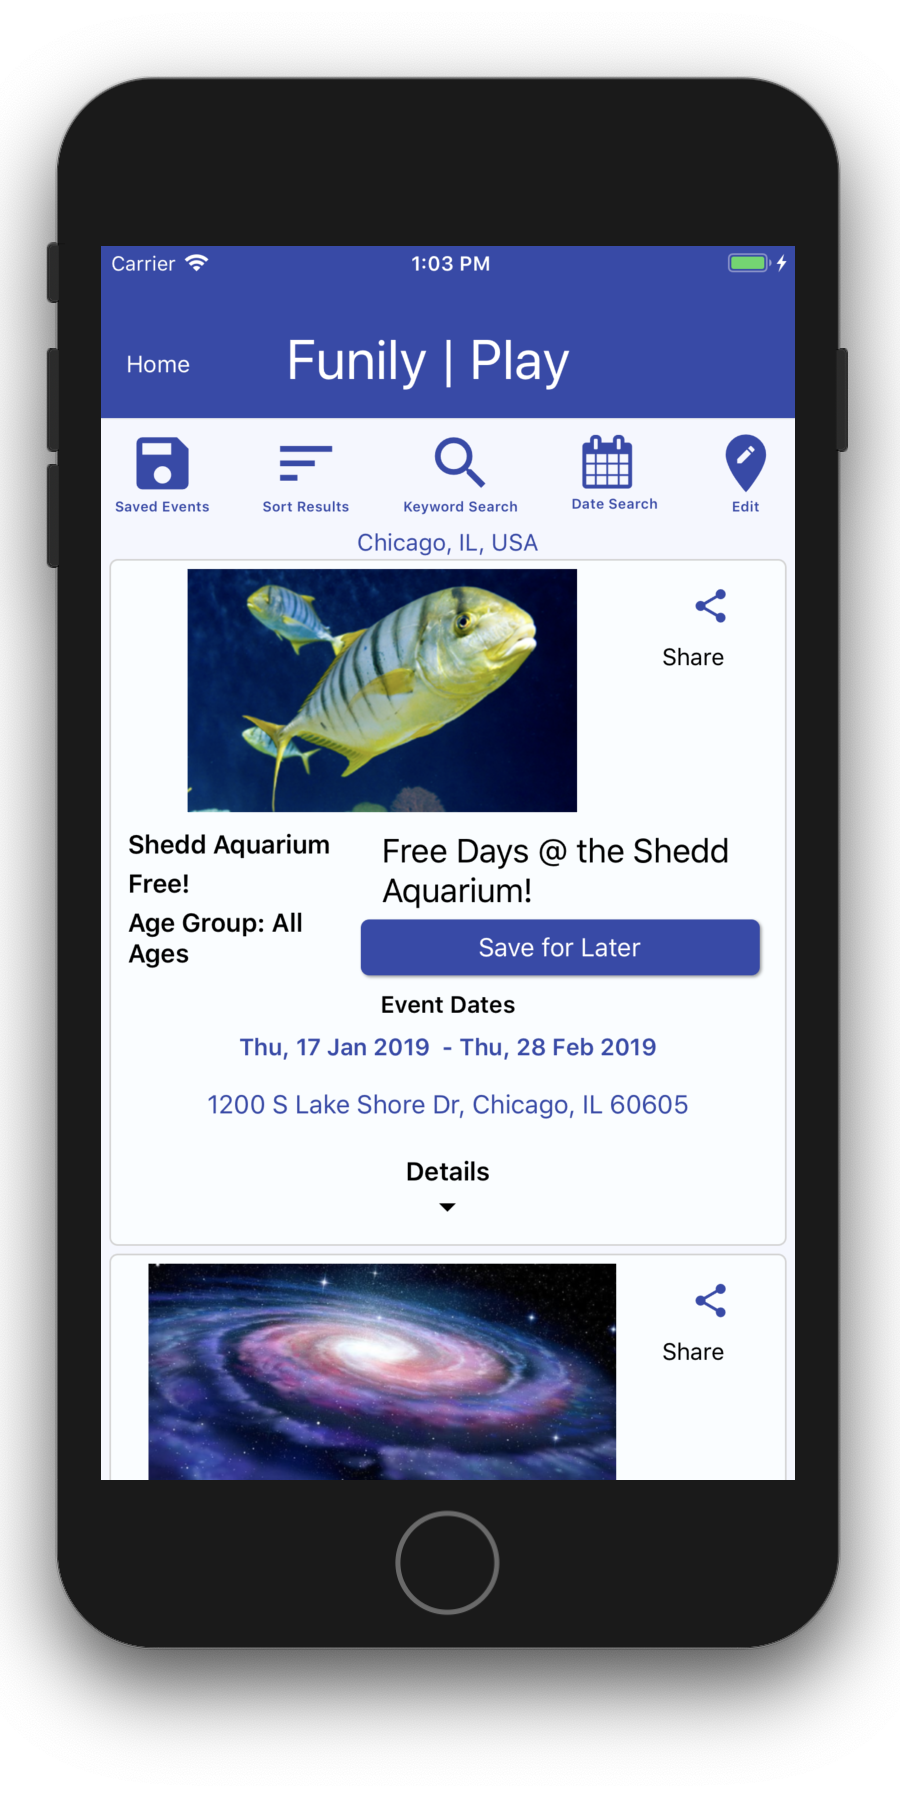 Carrier 1:03 PM
Home Funily | Play
Saved Events Sort Results Keyword Search Date Search Edit
Chicago, IL, USA
Share
Shedd Aquarium
Free!
Age Group: All
Ages
Free Days @ the Shedd
Aquarium!
Save for Later
Event Dates
Thu, 17 Jan 2019 - Thu, 28 Feb 2019
1200 S Lake Shore Dr, Chicago, IL 60605
Details
Share